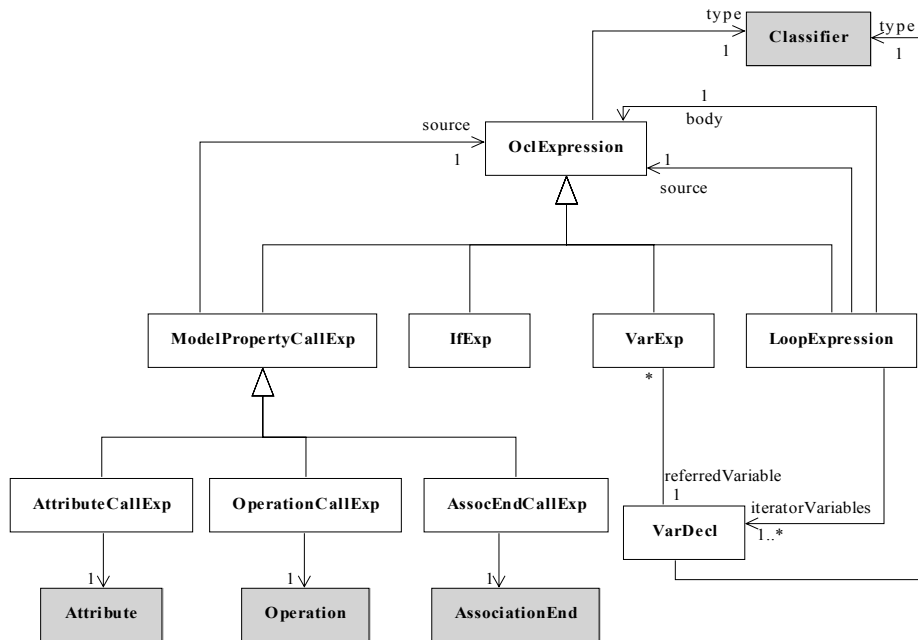 type
type
Classifier
1
1
1
body
source
OclExpression
1
1
source
ModelPropertyCallExp
IfExp
VarExp
LoopExpression
*
referredVariable
AttributeCallExp
OperationCallExp
AssocEndCallExp
1
iteratorVariables
VarDecl
1..*
1
1
1
Attribute
Operation
AssociationEnd